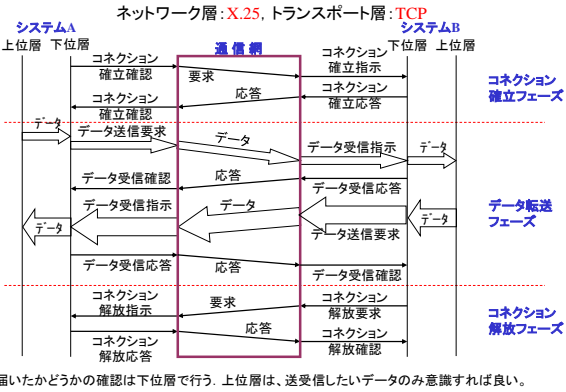 ネットワーク層:X.25, トランスポート層:TCP
システムA
システムB
上位層 下位層
通信網
下位層 上位層
コネクション
確立確認
要求
コネクション
確立指示
コネクション
確立フェーズ
コネクション
確立確認
応答
コネクション
確立応答
データ
データ送信要求
データ
データ受信指示
データ
データ受信確認
応答
データ受信応答
データ転送
フェーズ
データ
データ受信指示
データ
データ送信要求
データ
データ受信応答
応答
データ受信確認
コネクション
解放指示
要求
コネクション
解放要求
コネクション
解放フェーズ
コネクション
解放応答
応答
コネクション
解放確認
届いたかどうかの確認は下位層で行う. 上位層は、送受信したいデータのみ意識すれば良い。